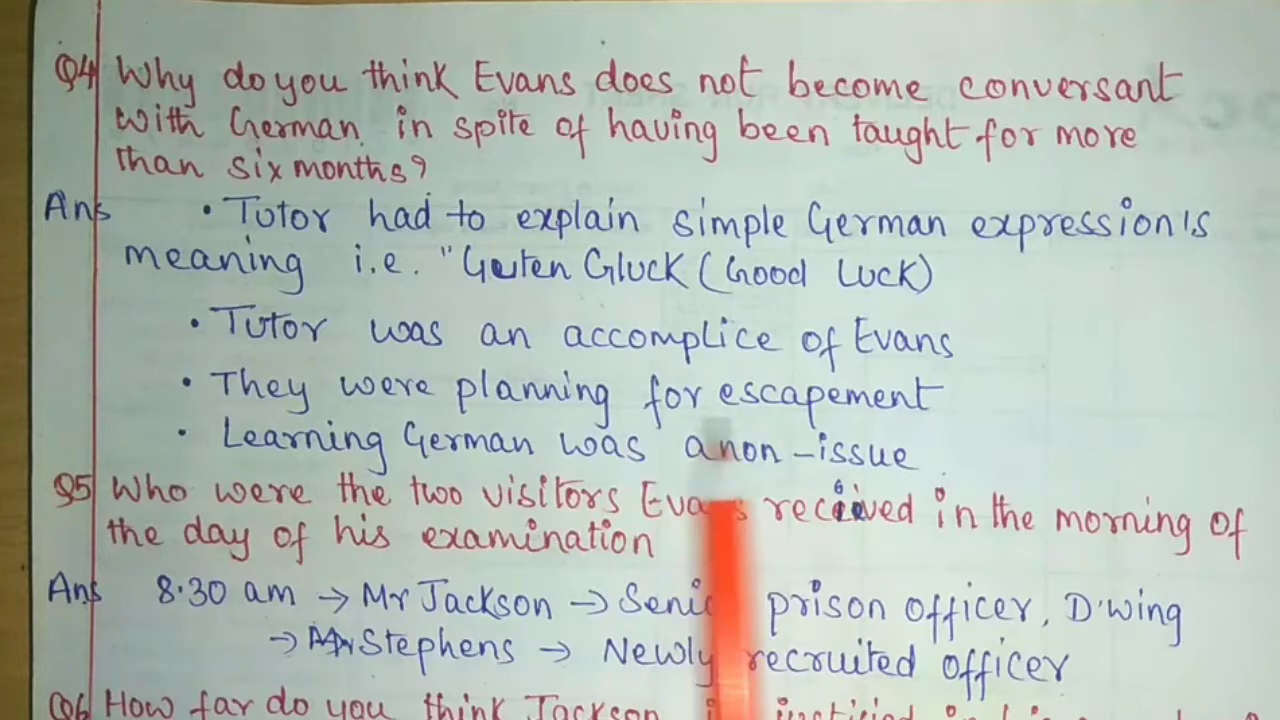 Q4 Why do you think Evans does not become conversant
with German in spite of having been taught for more
than six months?
Ans • Tutor had to explain simple German expression's
meaning i.e. "Guten Gluck (Good Luck)
• Tutor was an accomplice of Evans
• They were planning for escapement
• Learning German was a non-issue
Q5 Who were the two visitors Evans received in the morning of
the day of his examination
Ans 8.30 am → Mr Jackson → Senior prison officer, D'wing
→ Mr Stephens → Newly recruited officer
Q6 How far do you think Jackson